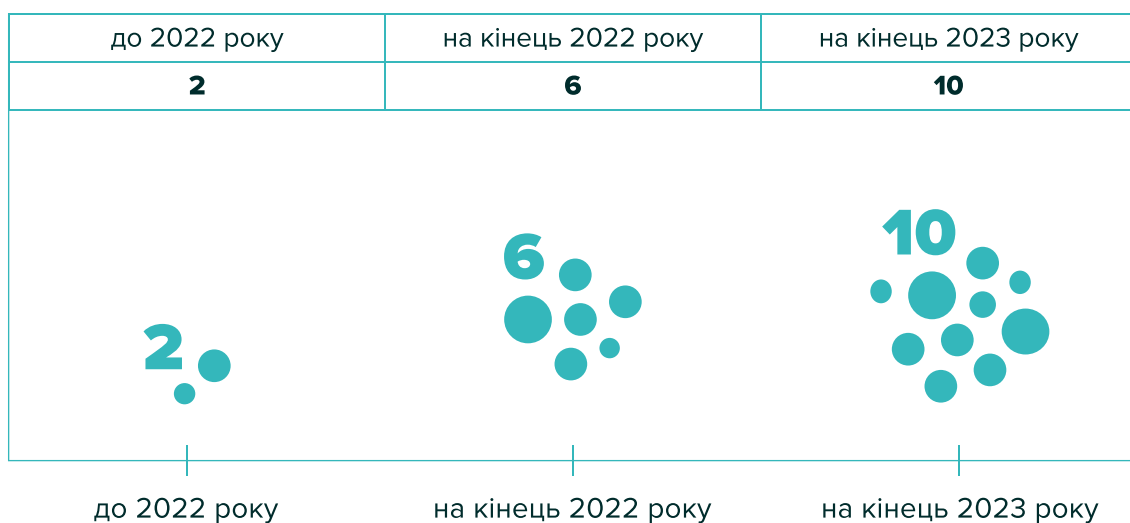 до 2022 року
на кінець 2022 року
на кінець 2023 року
2
6
10
2
6
10
до 2022 року
на кінець 2022 року
на кінець 2023 року